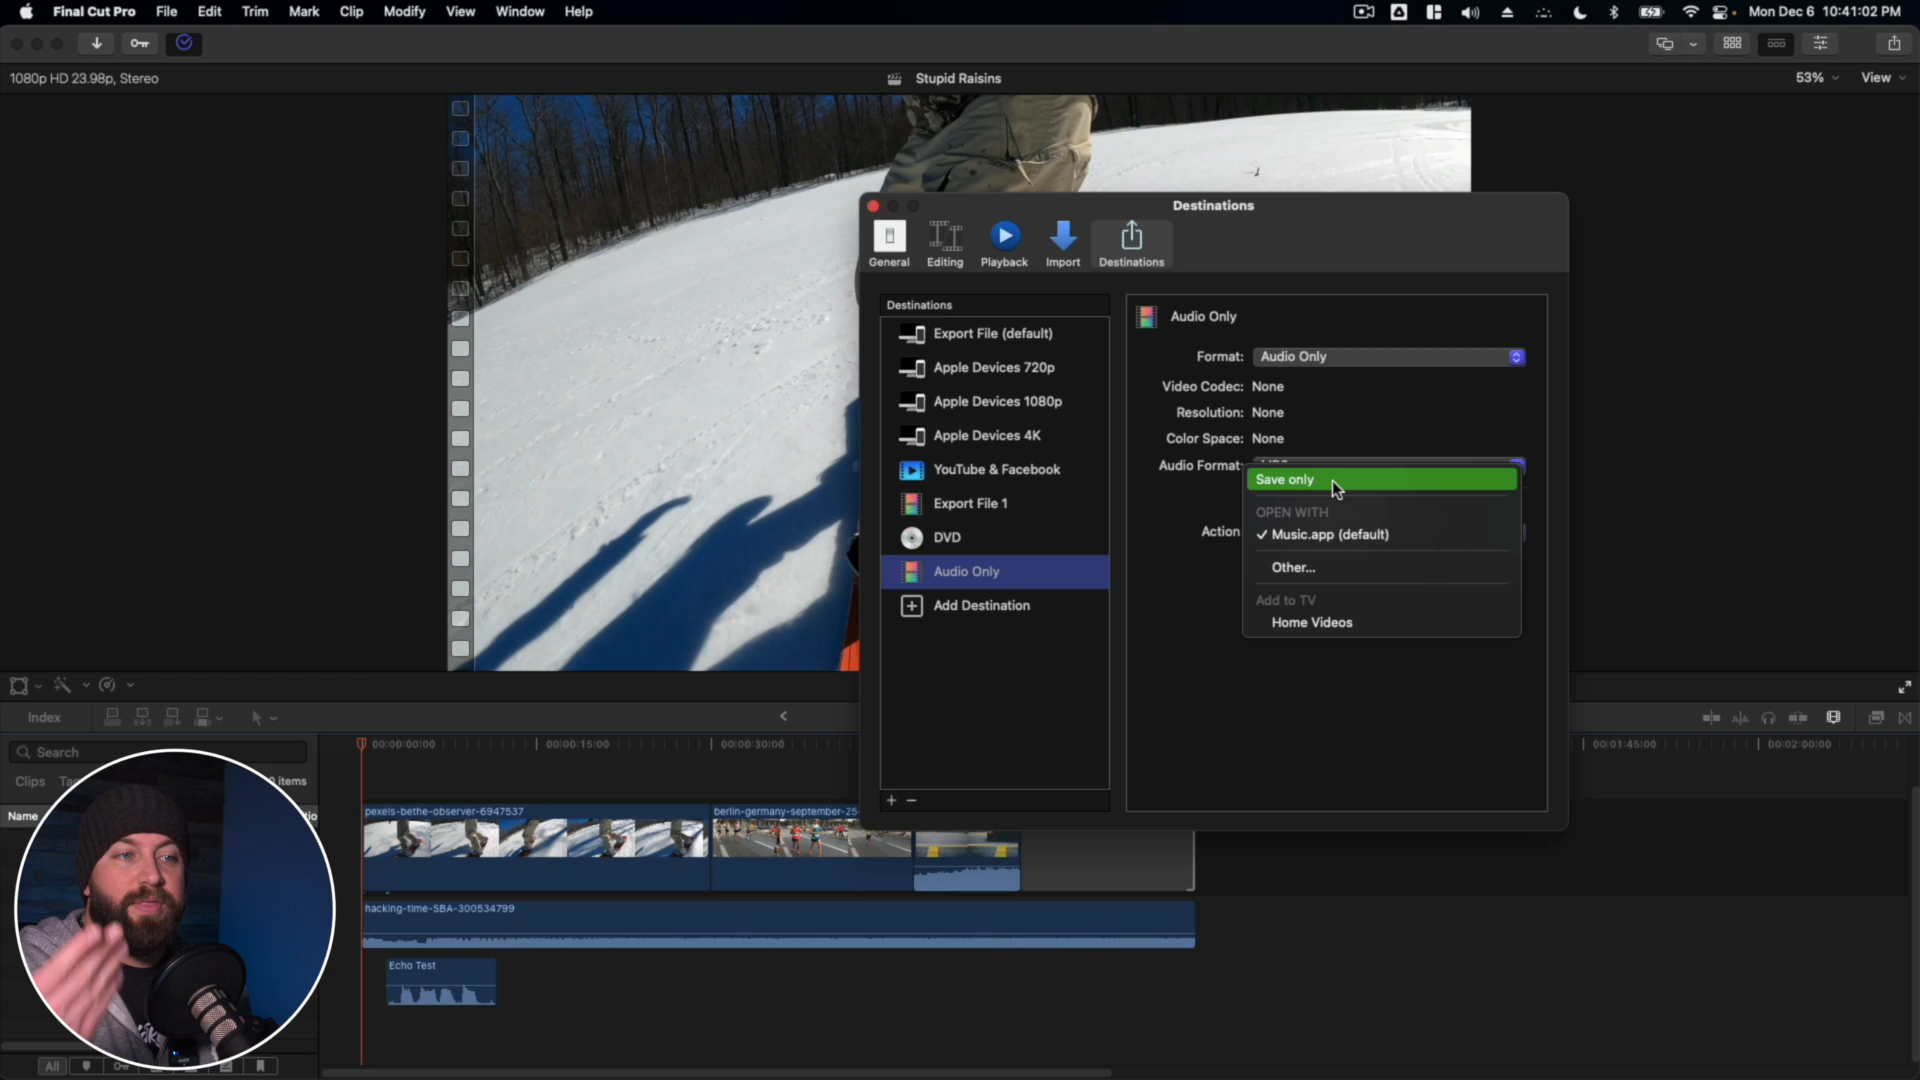 Final Cut Pro File Edit Trim Mark Clip Modify View Window Help
Mon Dec 6 10:41:02 PM
1080p HD 23.98p, Stereo
Stupid Raisins
53%
View
Destinations
General
Editing
Playback
Import
Destinations
Destinations
Export File (default)
Apple Devices 720p
Apple Devices 1080p
Apple Devices 4K
YouTube & Facebook
Export File 1
DVD
Audio Only
Add Destination
Audio Only
Format: Audio Only
Video Codec: None
Resolution: None
Color Space: None
Audio Format:
Save only
OPEN WITH
Action
✓ Music.app (default)
Other...
Add to TV
Home Videos
Index
Search
Clips
items
Name
00:00:00:00
00:00:15:00
00:00:30:00
00:01:45:00
00:02:00:00
pexels-bethe-observer-6947537
berlin-germany-september-25
hacking-time-SBA-300534799
Echo Test
All